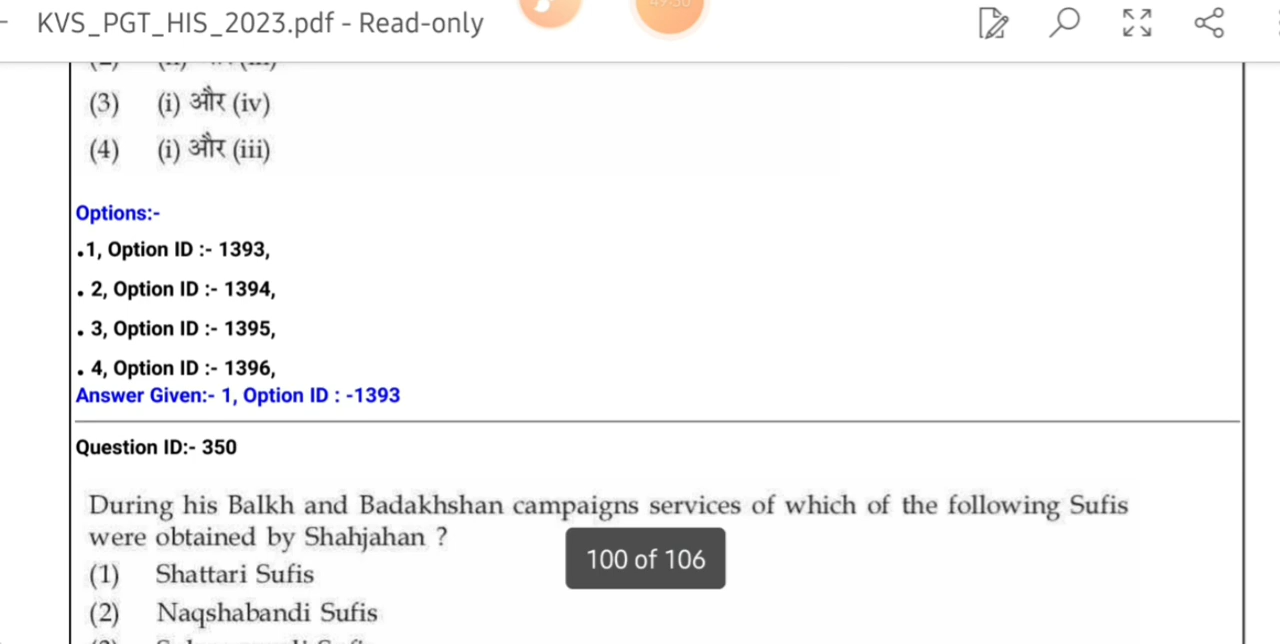 KVS_PGT_HIS_2023.pdf - Read-only
(3) (i) और (iv)
(4) (i) और (iii)
Options:-
.1, Option ID :- 1393,
. 2, Option ID :- 1394,
. 3, Option ID :- 1395,
. 4, Option ID :- 1396,
Answer Given:- 1, Option ID : -1393
Question ID:- 350
During his Balkh and Badakhshan campaigns services of which of the following Sufis
were obtained by Shahjahan ?
100 of 106
(1) Shattari Sufis
(2) Naqshabandi Sufis